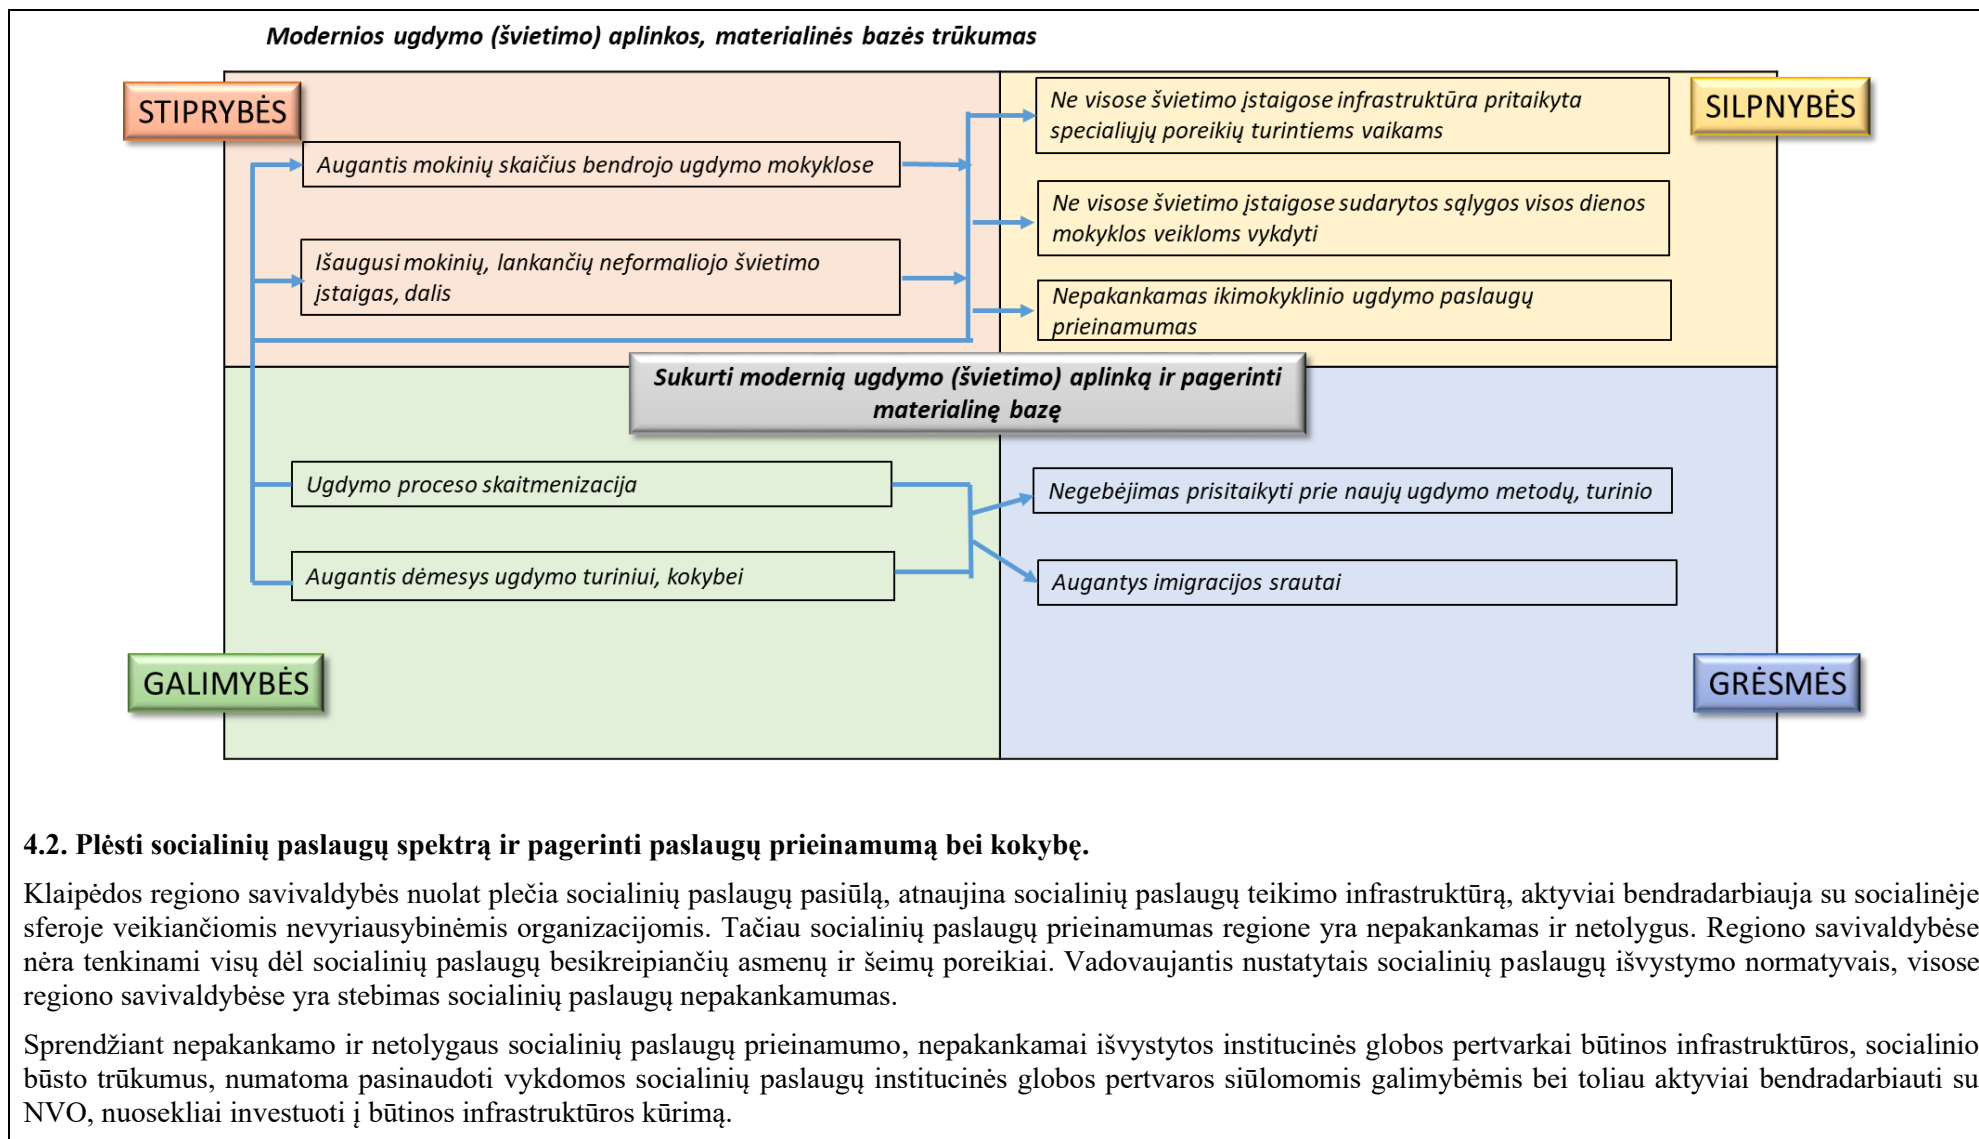 Modernios ugdymo (švietimo) aplinkos, materialinės bazės trūkumas
STIPRYBĖS
SILPNYBĖS
Augantis mokinių skaičius bendrojo ugdymo mokyklose
Išaugusi mokinių, lankančių neformaliojo švietimo
įstaigas, dalis
Ne visose švietimo įstaigose infrastruktūra pritaikyta
specialiųjų poreikių turintiems vaikams
Ne visose švietimo įstaigose sudarytos sąlygos visos dienos
mokyklos veikloms vykdyti
Nepakankamas ikimokyklinio ugdymo paslaugų
prieinamumas
Sukurti modernią ugdymo (švietimo) aplinką ir pagerinti
materialinę bazę
Ugdymo proceso skaitmenizacija
Augantis dėmesys ugdymo turiniui, kokybei
Negebėjimas prisitaikyti prie naujų ugdymo metodų, turinio
Augantys imigracijos srautai
GALIMYBĖS
GRĖSMĖS
4.2. Plėsti socialinių paslaugų spektrą ir pagerinti paslaugų prieinamumą bei kokybę.
Klaipėdos regiono savivaldybės nuolat plečia socialinių paslaugų pasiūlą, atnaujina socialinių paslaugų teikimo infrastruktūrą, aktyviai bendradarbiauja su socialinėje
sferoje veikiančiomis nevyriausybinėmis organizacijomis. Tačiau socialinių paslaugų prieinamumas regione yra nepakankamas ir netolygus. Regiono savivaldybėse
nėra tenkinami visų dėl socialinių paslaugų besikreipiančių asmenų ir šeimų poreikiai. Vadovaujantis nustatytais socialinių paslaugų išvystymo normatyvais, visose
regiono savivaldybėse yra stebimas socialinių paslaugų nepakankamumas.
Sprendžiant nepakankamo ir netolygaus socialinių paslaugų prieinamumo, nepakankamai išvystytos institucinės globos pertvarkai būtinos infrastruktūros, socialinio
būsto trūkumus, numatoma pasinaudoti vykdomos socialinių paslaugų institucinės globos pertvaros siūlomomis galimybėmis bei toliau aktyviai bendradarbiauti su
NVO, nuosekliai investuoti į būtinos infrastruktūros kūrimą.